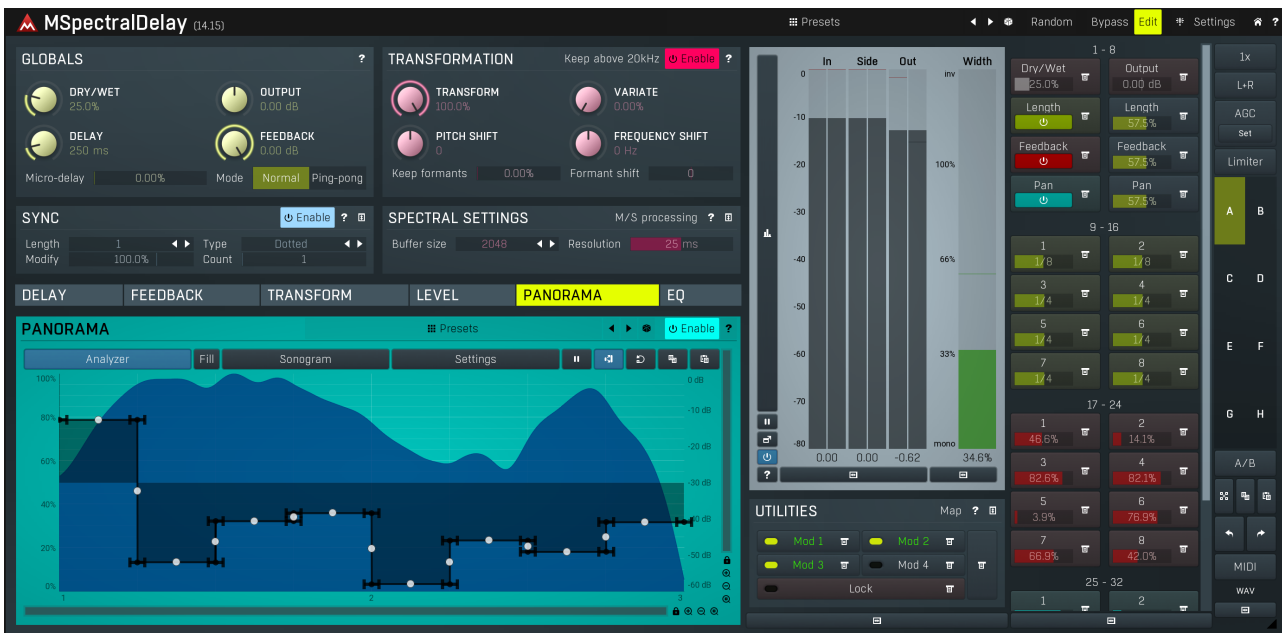 MSpectralDelay (14.15)
Presets
Random Bypass Edit Settings ?
GLOBALS ?
DRY/WET
25.0%
OUTPUT
0.00 dB
DELAY
250 ms
FEEDBACK
0.00 dB
Micro-delay 0.00% Mode Normal Ping-pong
TRANSFORMATION Keep above 20kHz Enable ?
TRANSFORM
100.0%
VARIATE
0.00%
PITCH SHIFT
0
FREQUENCY SHIFT
0 Hz
Keep formants 0.00% Formant shift 0
SYNC Enable ?
Length 1 Type Dotted
Modify 100.0% Count 1
SPECTRAL SETTINGS M/S processing ?
Buffer size 2048 Resolution 25 ms
DELAY FEEDBACK TRANSFORM LEVEL PANORAMA EQ
PANORAMA Presets Enable ?
Analyzer Fill Sonogram Settings
100% 0 dB
-10 dB
80%
-20 dB
60%
-30 dB
40%
-40 dB
20%
-50 dB
0% -60 dB
1 2 3
In Side Out Width
0 inv
-10
-20 100%
-30
-40 66%
-50
-60 33%
-70
-80 mono
0.00 0.00 -0.62 34.6%
?
UTILITIES Map ?
Mod 1 Mod 2
Mod 3 Mod 4
Lock
1 - 8
Dry/Wet Output
25.0% 0.00 dB
Length Length
57.5%
Feedback Feedback
57.5%
Pan Pan
57.5%
9 - 16
1 2
1/8 1/8
3 4
1/4 1/4
5 6
1/4 1/4
7 8
1/4 1/4
17 - 24
1 2
46.6% 14.1%
3 4
82.6% 82.1%
5 6
3.9% 76.9%
7 8
66.9% 42.0%
25 - 32
1 2
1x
L+R
AGC
Set
Limiter
A B
C D
E F
G H
A/B
MIDI
WAV